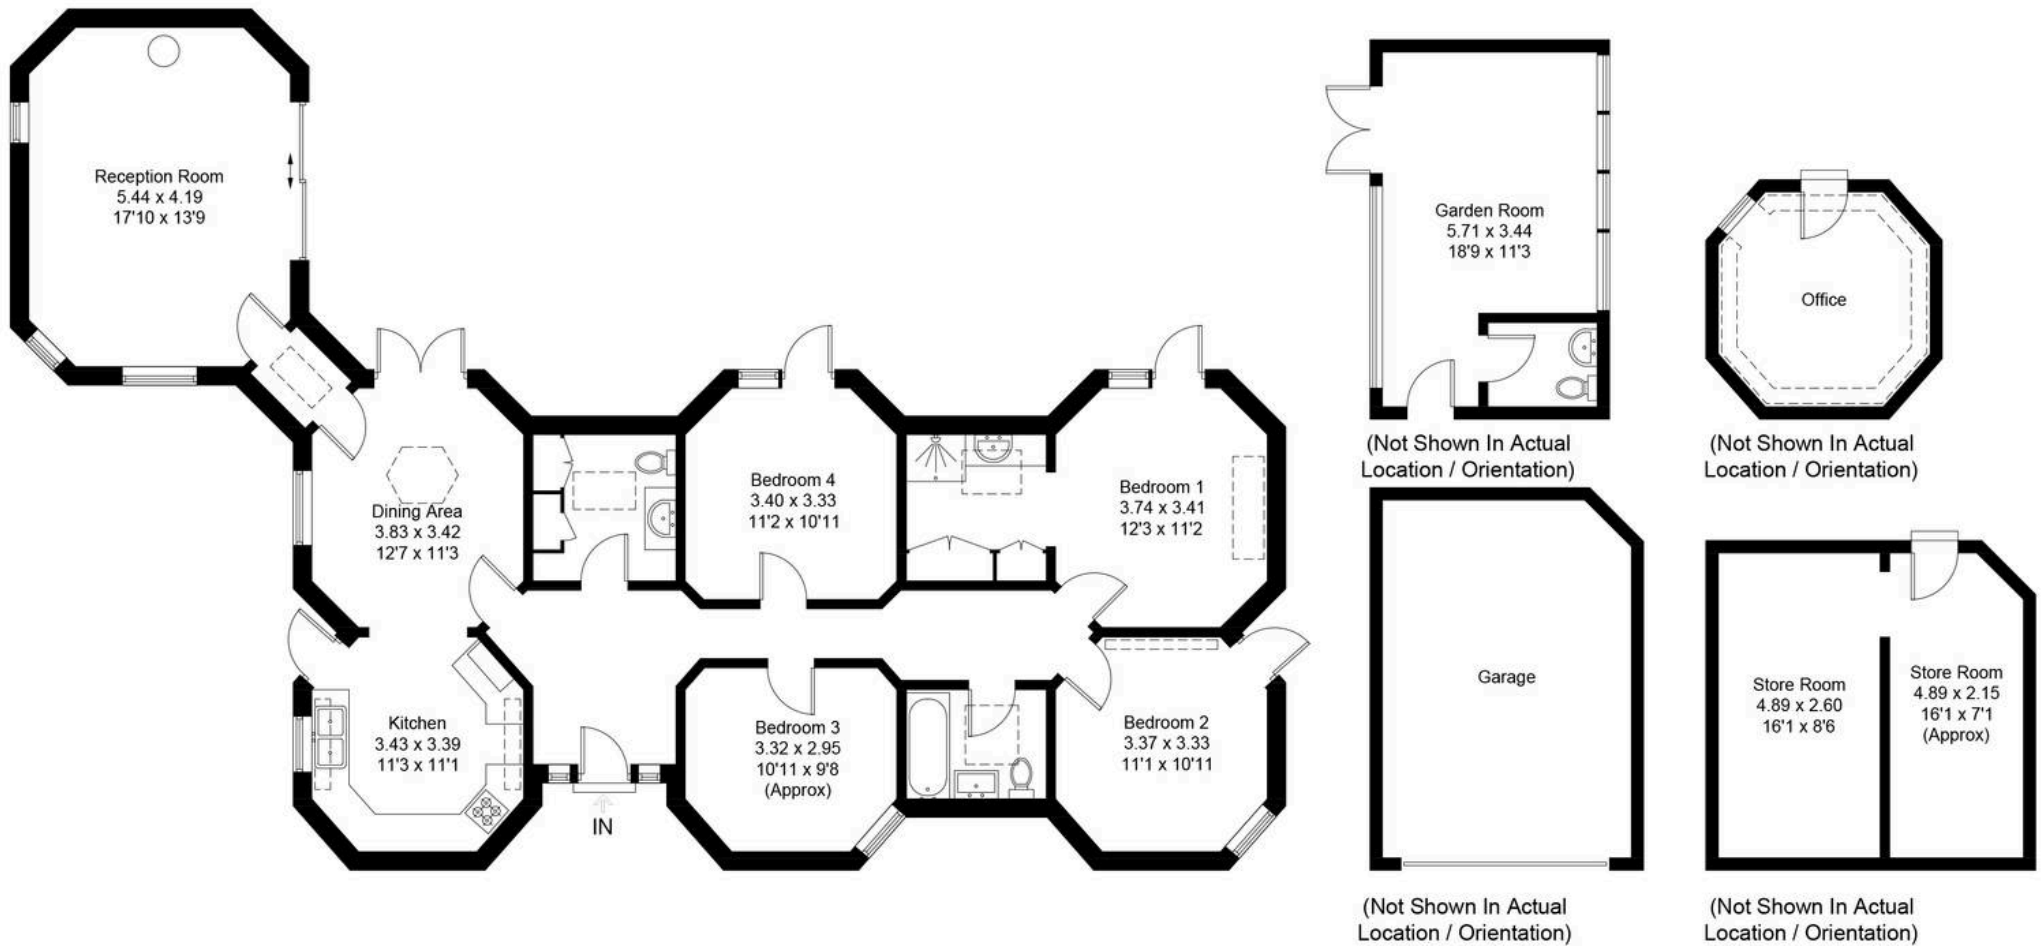 Reception Room
5.44 x 4.19
17'10 x 13'9
Dining Area
3.83 x 3.42
12'7 x 11'3
Kitchen
3.43 x 3.39
11'3 x 11'1
Bedroom 4
3.40 x 3.33
11'2 x 10'11
Bedroom 1
3.74 x 3.41
12'3 x 11'2
Bedroom 3
3.32 x 2.95
10'11 x 9'8
(Approx)
Bedroom 2
3.37 x 3.33
11'1 x 10'11
IN
Garden Room
5.71 x 3.44
18'9 x 11'3
(Not Shown In Actual
Location / Orientation)
Office
(Not Shown In Actual
Location / Orientation)
Garage
(Not Shown In Actual
Location / Orientation)
Store Room
4.89 x 2.60
16'1 x 8'6
Store Room
4.89 x 2.15
16'1 x 7'1
(Approx)
(Not Shown In Actual
Location / Orientation)